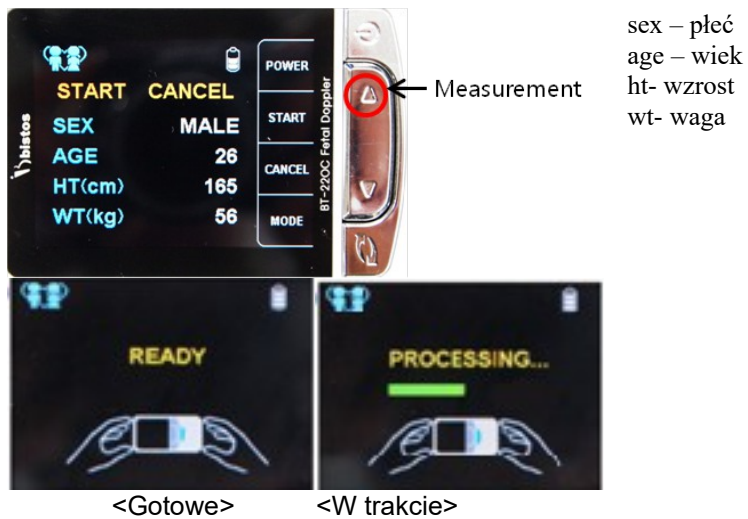 START CANCEL
SEX MALE
AGE 26
HT(cm) 165
WT(kg) 56
POWER
START
CANCEL
MODE
bistos
BT-220C Fetal Doppler
Measurement
sex – płeć
age – wiek
ht- wzrost
wt- waga
READY
PROCESSING...
<Gotowe> <W trakcie>